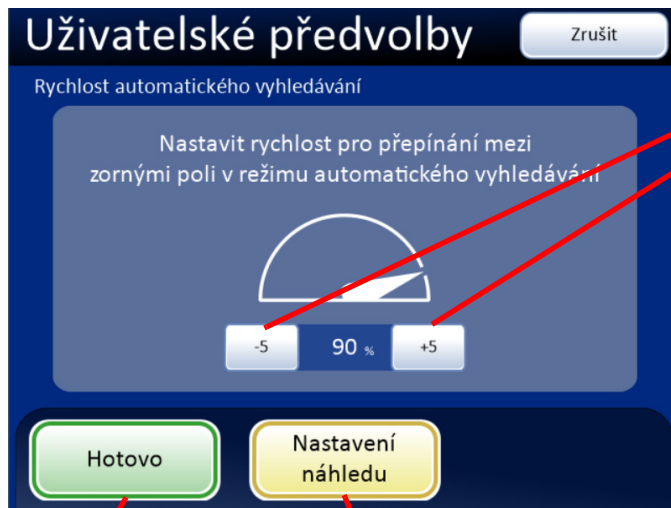 Uživatelské předvolby
Zrušit
Rychlost automatického vyhledávání
Nastavit rychlost pro přepínání mezi
zornými poli v režimu automatického vyhledávání
-5
90 %
+5
Hotovo
Nastavení
náhledu